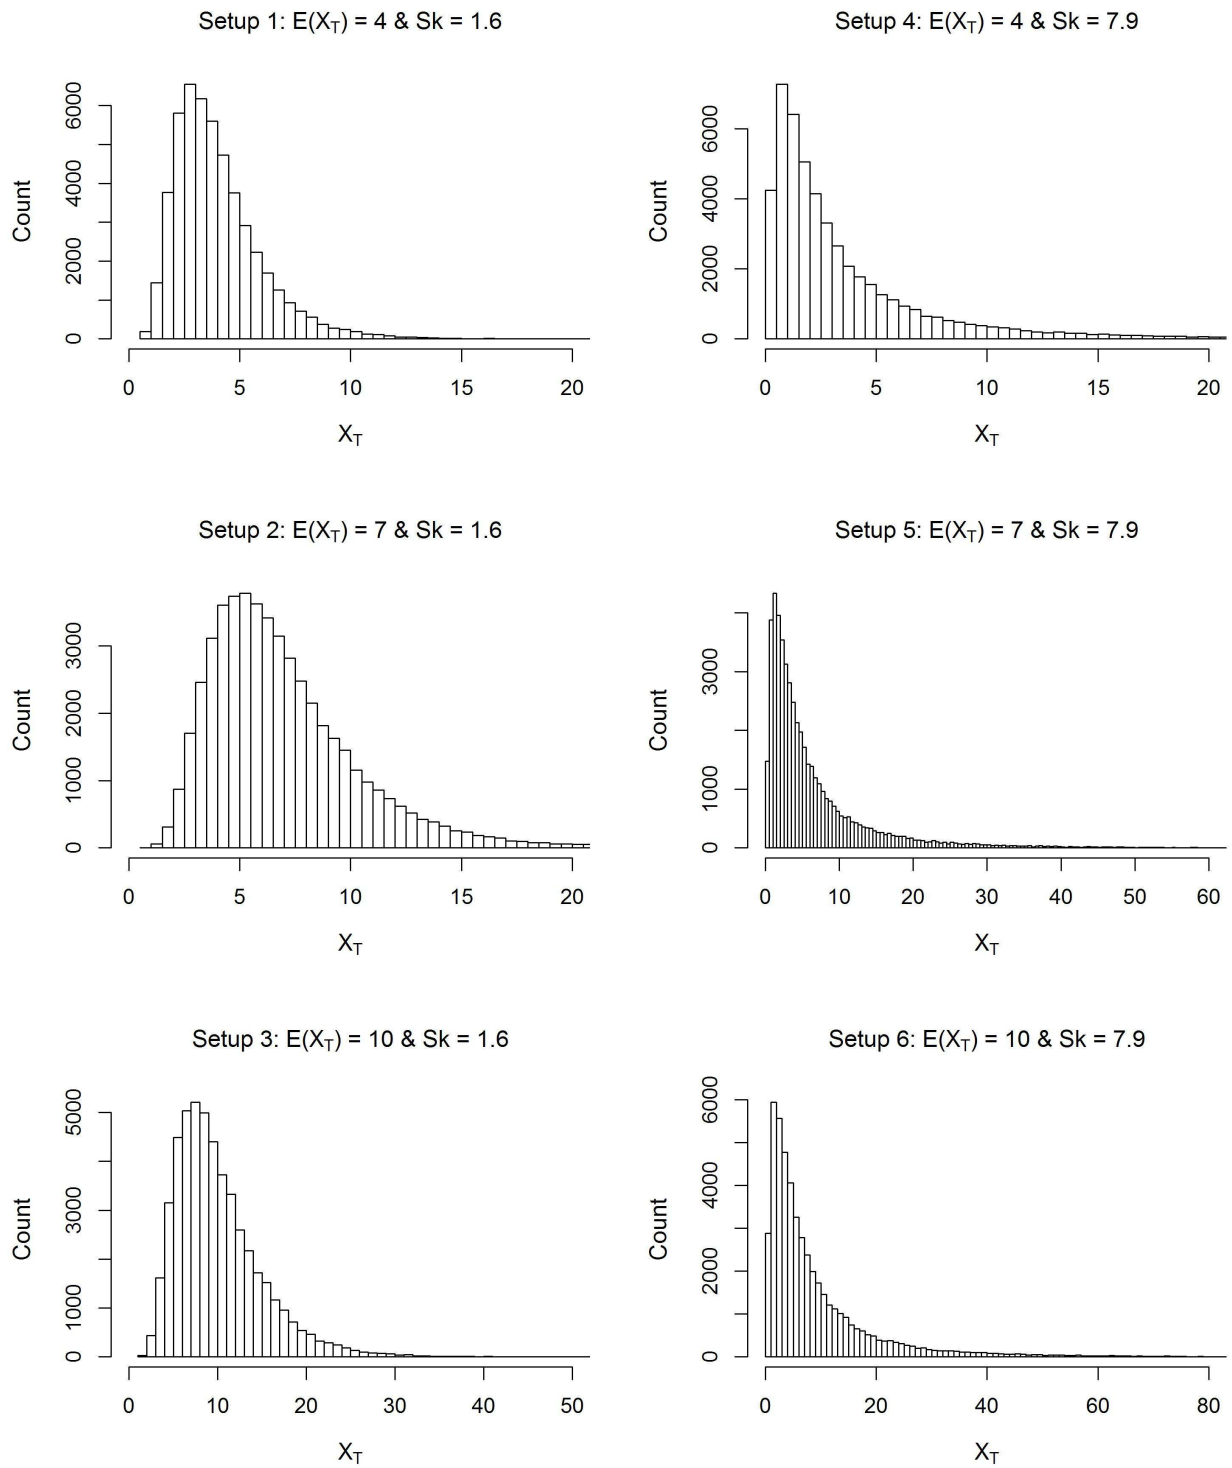 Setup 1: E(X_T) = 4 & Sk = 1.6
Count
0 2000 4000 6000
0 5 10 15 20
X_T
Setup 4: E(X_T) = 4 & Sk = 7.9
Count
0 2000 4000 6000
0 5 10 15 20
X_T
Setup 2: E(X_T) = 7 & Sk = 1.6
Count
0 1000 2000 3000
0 5 10 15 20
X_T
Setup 5: E(X_T) = 7 & Sk = 7.9
Count
0 1000 3000
0 10 20 30 40 50 60
X_T
Setup 3: E(X_T) = 10 & Sk = 1.6
Count
0 1000 3000 5000
0 10 20 30 40 50
X_T
Setup 6: E(X_T) = 10 & Sk = 7.9
Count
0 2000 4000 6000
0 20 40 60 80
X_T